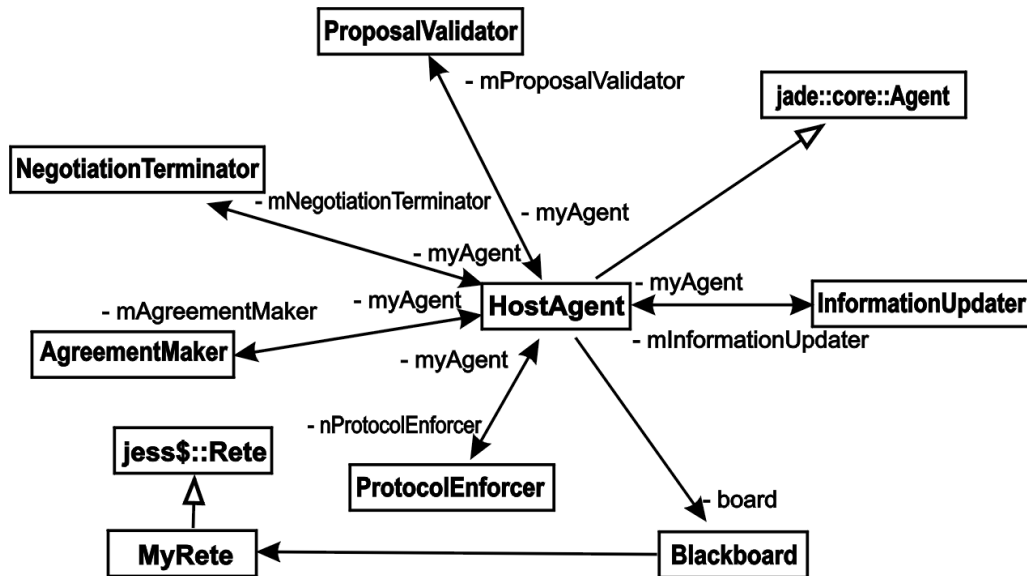 ProposalValidator
- mProposalValidator
jade::core::Agent
NegotiationTerminator
- mNegotiationTerminator
- myAgent
- myAgent
- myAgent
- mAgreementMaker
- myAgent
HostAgent
InformationUpdater
AgreementMaker
- myAgent
- mInformationUpdater
- nProtocolEnforcer
jess$::Rete
ProtocolEnforcer
- board
MyRete
Blackboard